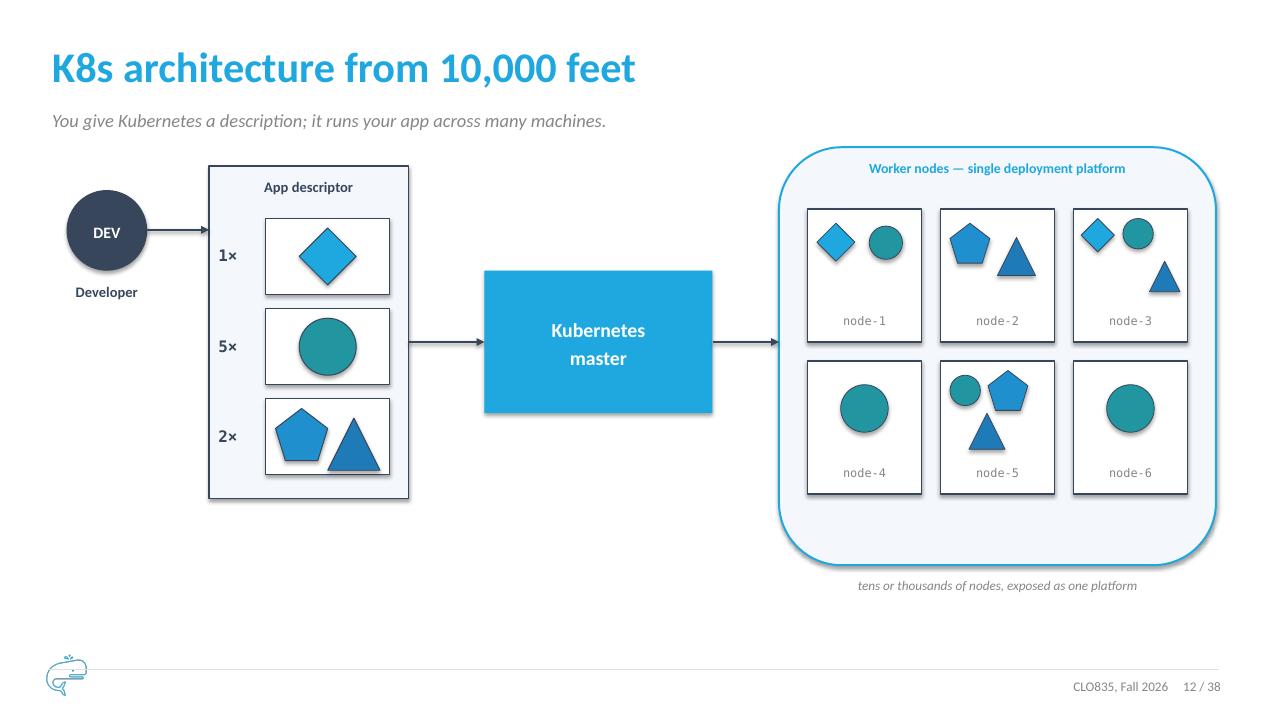 K8s architecture from 10,000 feet
You give Kubernetes a description; it runs your app across many machines.
DEV
Developer
App descriptor
1×
5×
2×
Kubernetes
master
Worker nodes — single deployment platform
node-1
node-2
node-3
node-4
node-5
node-6
tens or thousands of nodes, exposed as one platform
CLO835, Fall 2026 12 / 38